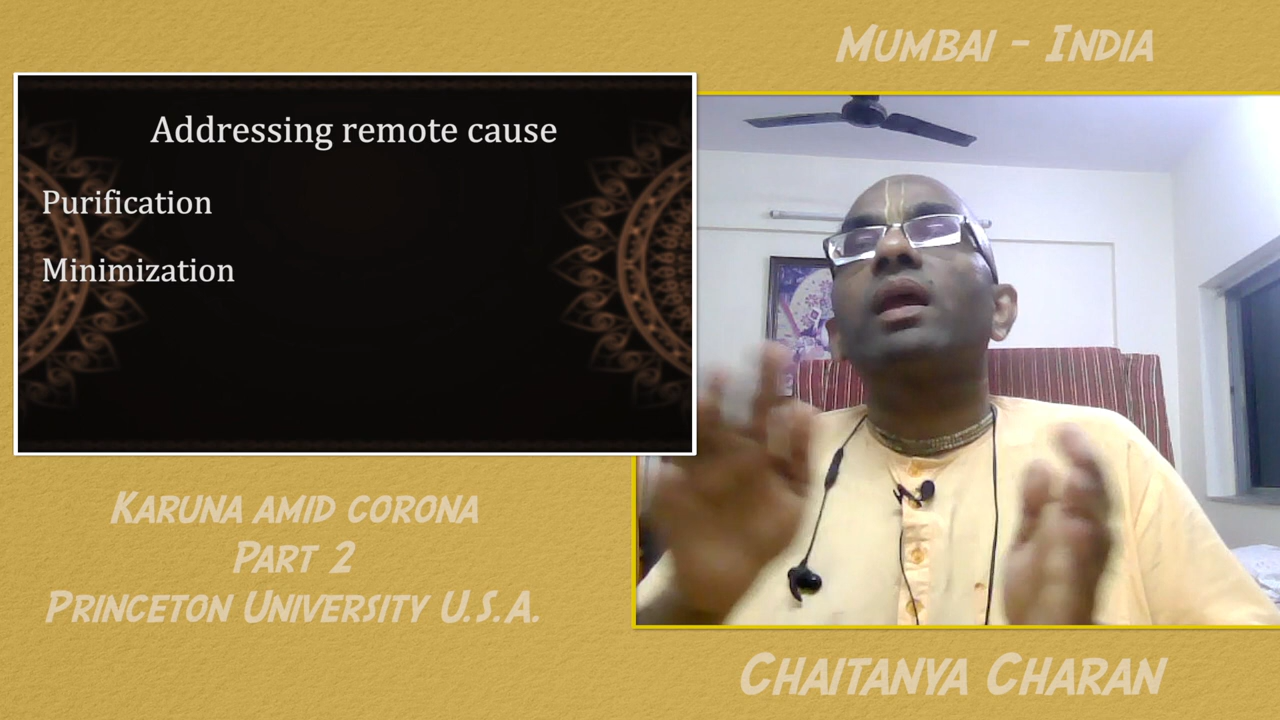 Mumbai - India
Addressing remote cause
Purification
Minimization
Karuna amid corona
Part 2
Princeton University U.S.A.
Chaitanya Charan